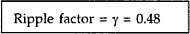 Ripple factor = γ = 0.48